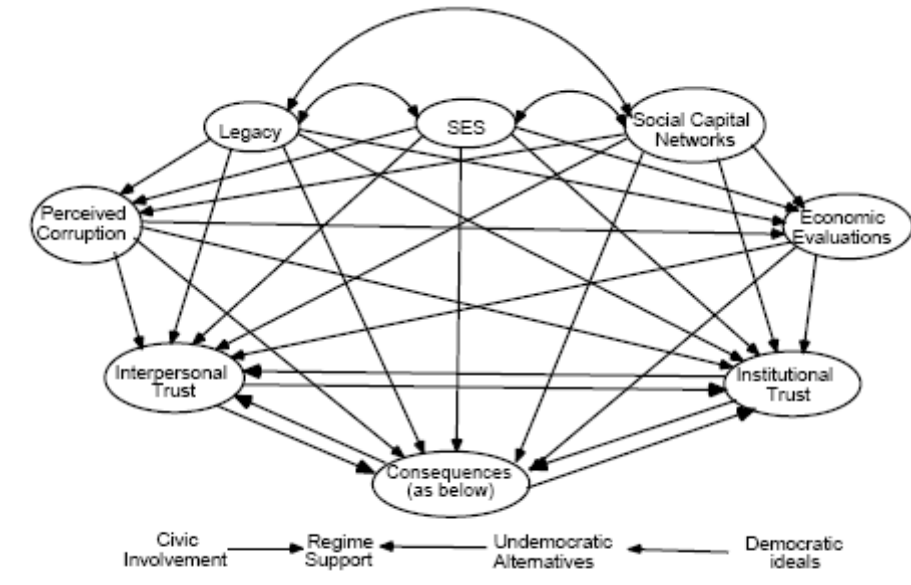 Legacy
SES
Social Capital
Networks
Perceived
Corruption
Economic
Evaluations
Interpersonal
Trust
Institutional
Trust
Consequences
(as below)
Civic
Involvement
Regime
Support
Undemocratic
Alternatives
Democratic
ideals